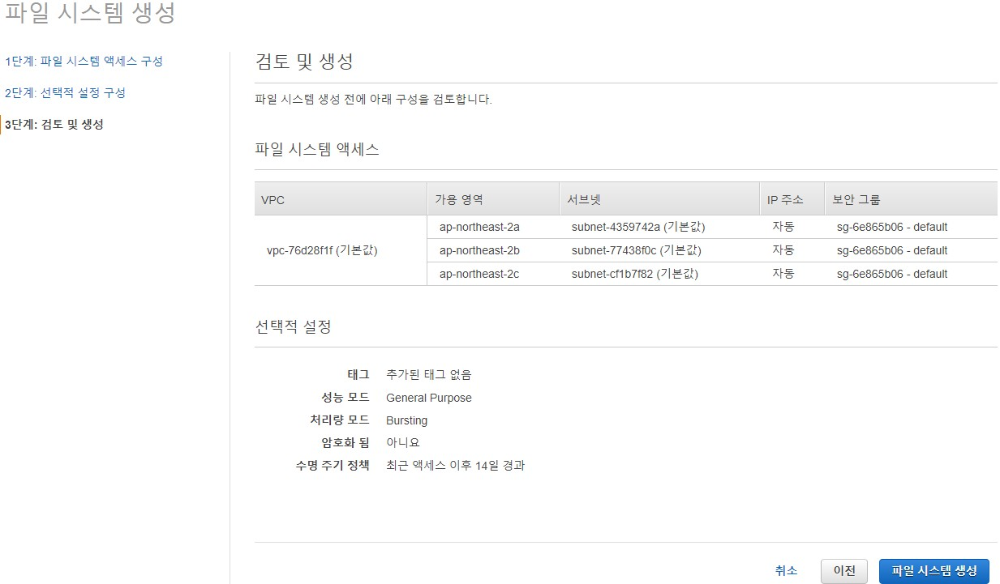 파일 시스템 생성
1단계: 파일 시스템 액세스 구성
2단계: 선택적 설정 구성
3단계: 검토 및 생성
검토 및 생성
파일 시스템 생성 전에 아래 구성을 검토합니다.
파일 시스템 액세스
VPC 가용 영역 서브넷 IP 주소 보안 그룹
ap-northeast-2a subnet-4359742a (기본값) 자동 sg-6e865b06 - default
vpc-76d28f1f (기본값) ap-northeast-2b subnet-77438f0c (기본값) 자동 sg-6e865b06 - default
ap-northeast-2c subnet-cf1b7f82 (기본값) 자동 sg-6e865b06 - default
선택적 설정
태그 추가된 태그 없음
성능 모드 General Purpose
처리량 모드 Bursting
암호화 됨 아니요
수명 주기 정책 최근 액세스 이후 14일 경과
취소 이전 파일 시스템 생성